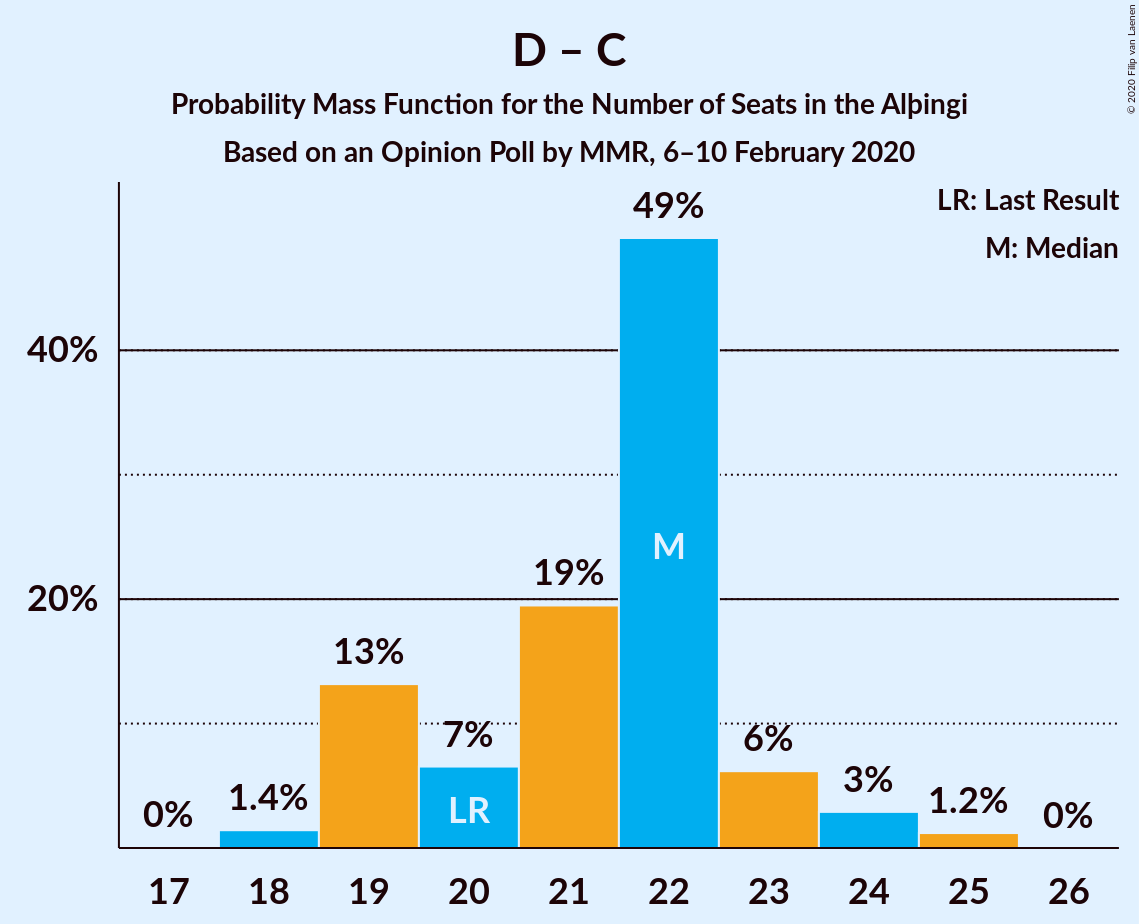 D – C
Probability Mass Function for the Number of Seats in the Alþingi
Based on an Opinion Poll by MMR, 6–10 February 2020
© 2020 Filip van Laenen
LR: Last Result
M: Median
49%
40%
M
19%
20%
13%
7%
6%
3%
1.4%
1.2%
0%
LR
0%
17 18 19 20 21 22 23 24 25 26